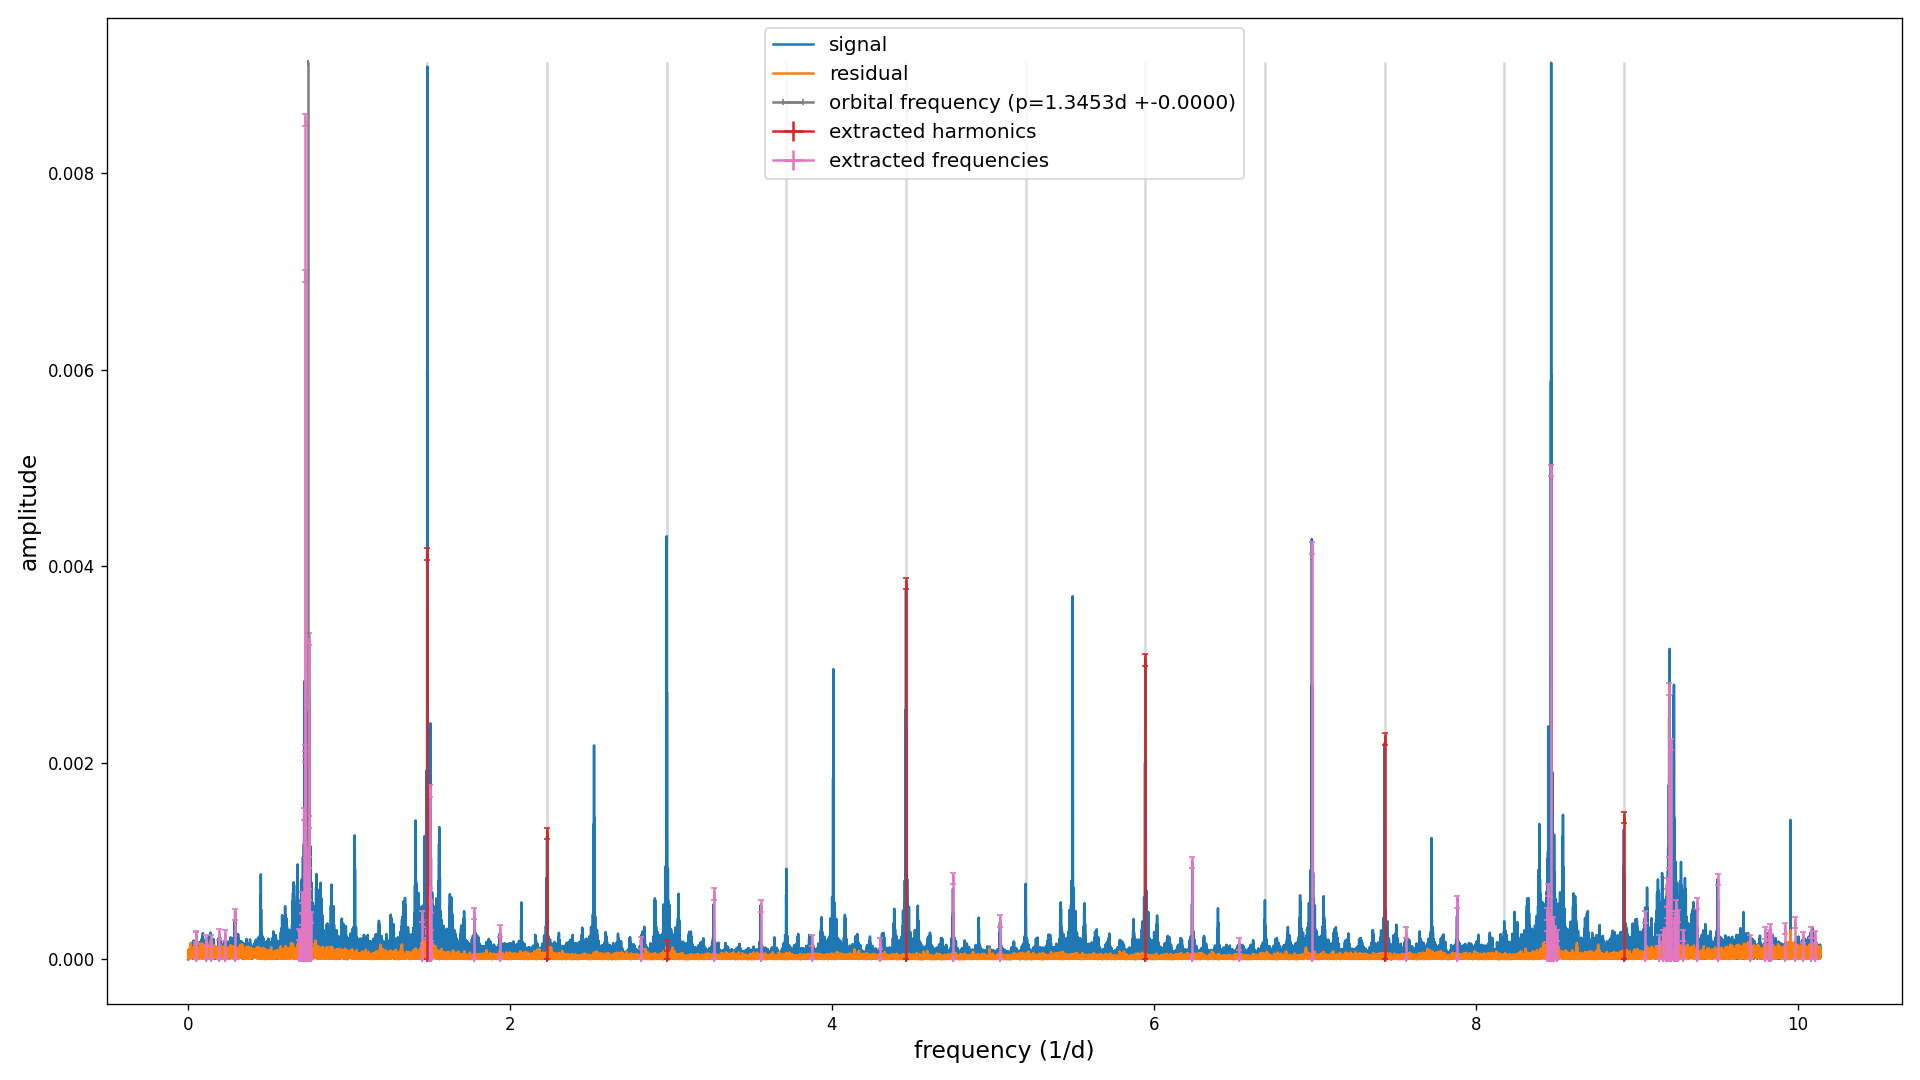 signal
residual
orbital frequency (p=1.3453d +-0.0000)
extracted harmonics
extracted frequencies
amplitude
0.008
0.006
0.004
0.002
0.000
0 2 4 6 8 10
frequency (1/d)